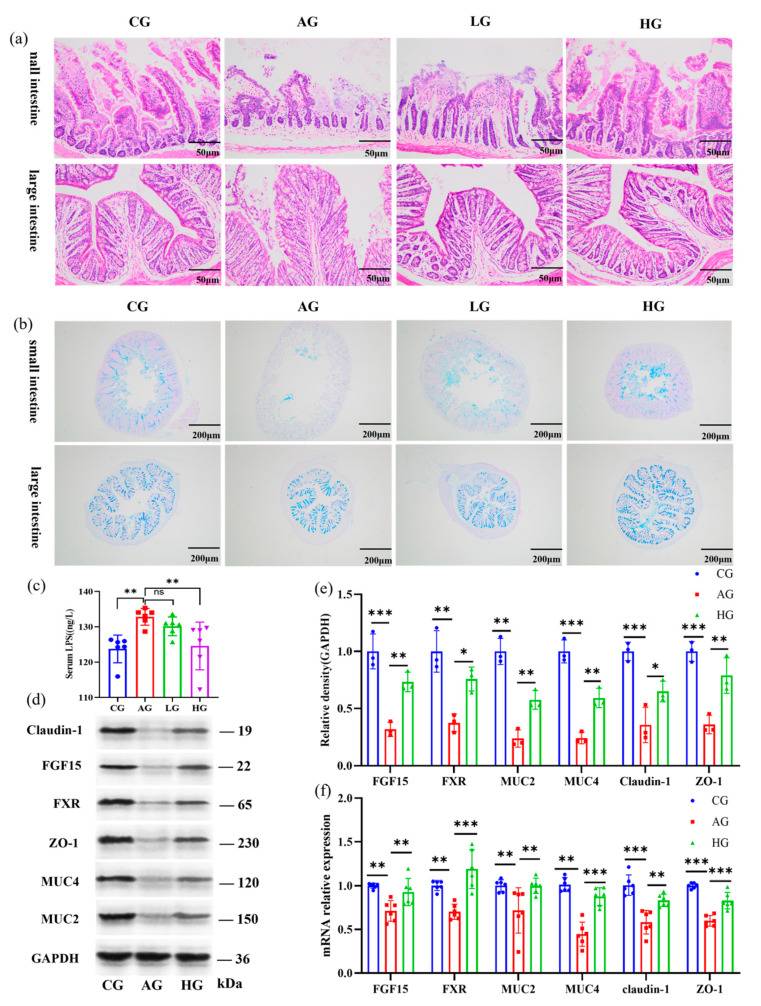 CG AG LG HG
(a)
nall intestine
50μm 50μm 50μm 50μm
large intestine
50μm 50μm 50μm 50μm
CG AG LG HG
(b)
small intestine
200μm 200μm 200μm 200μm
large intestine
200μm 200μm 200μm 200μm
(c)
** ns **
Serum LPS(ng/L)
140
130
120
110
CG AG LG HG
(d)
Claudin-1 — 19
FGF15 — 22
FXR — 65
ZO-1 — 230
MUC4 — 120
MUC2 — 150
GAPDH — 36
CG AG HG kDa
(e)
CG
AG
HG
Relative density(GAPDH)
1.5
1.0
0.5
0.0
*** ** ** * ** ** *** ** *** * *** **
FGF15 FXR MUC2 MUC4 Claudin-1 ZO-1
(f)
CG
AG
HG
mRNA relative expression
2.0
1.5
1.0
0.5
0.0
** ** ** *** ** ** ** *** *** ** *** ***
FGF15 FXR MUC2 MUC4 claudin-1 ZO-1